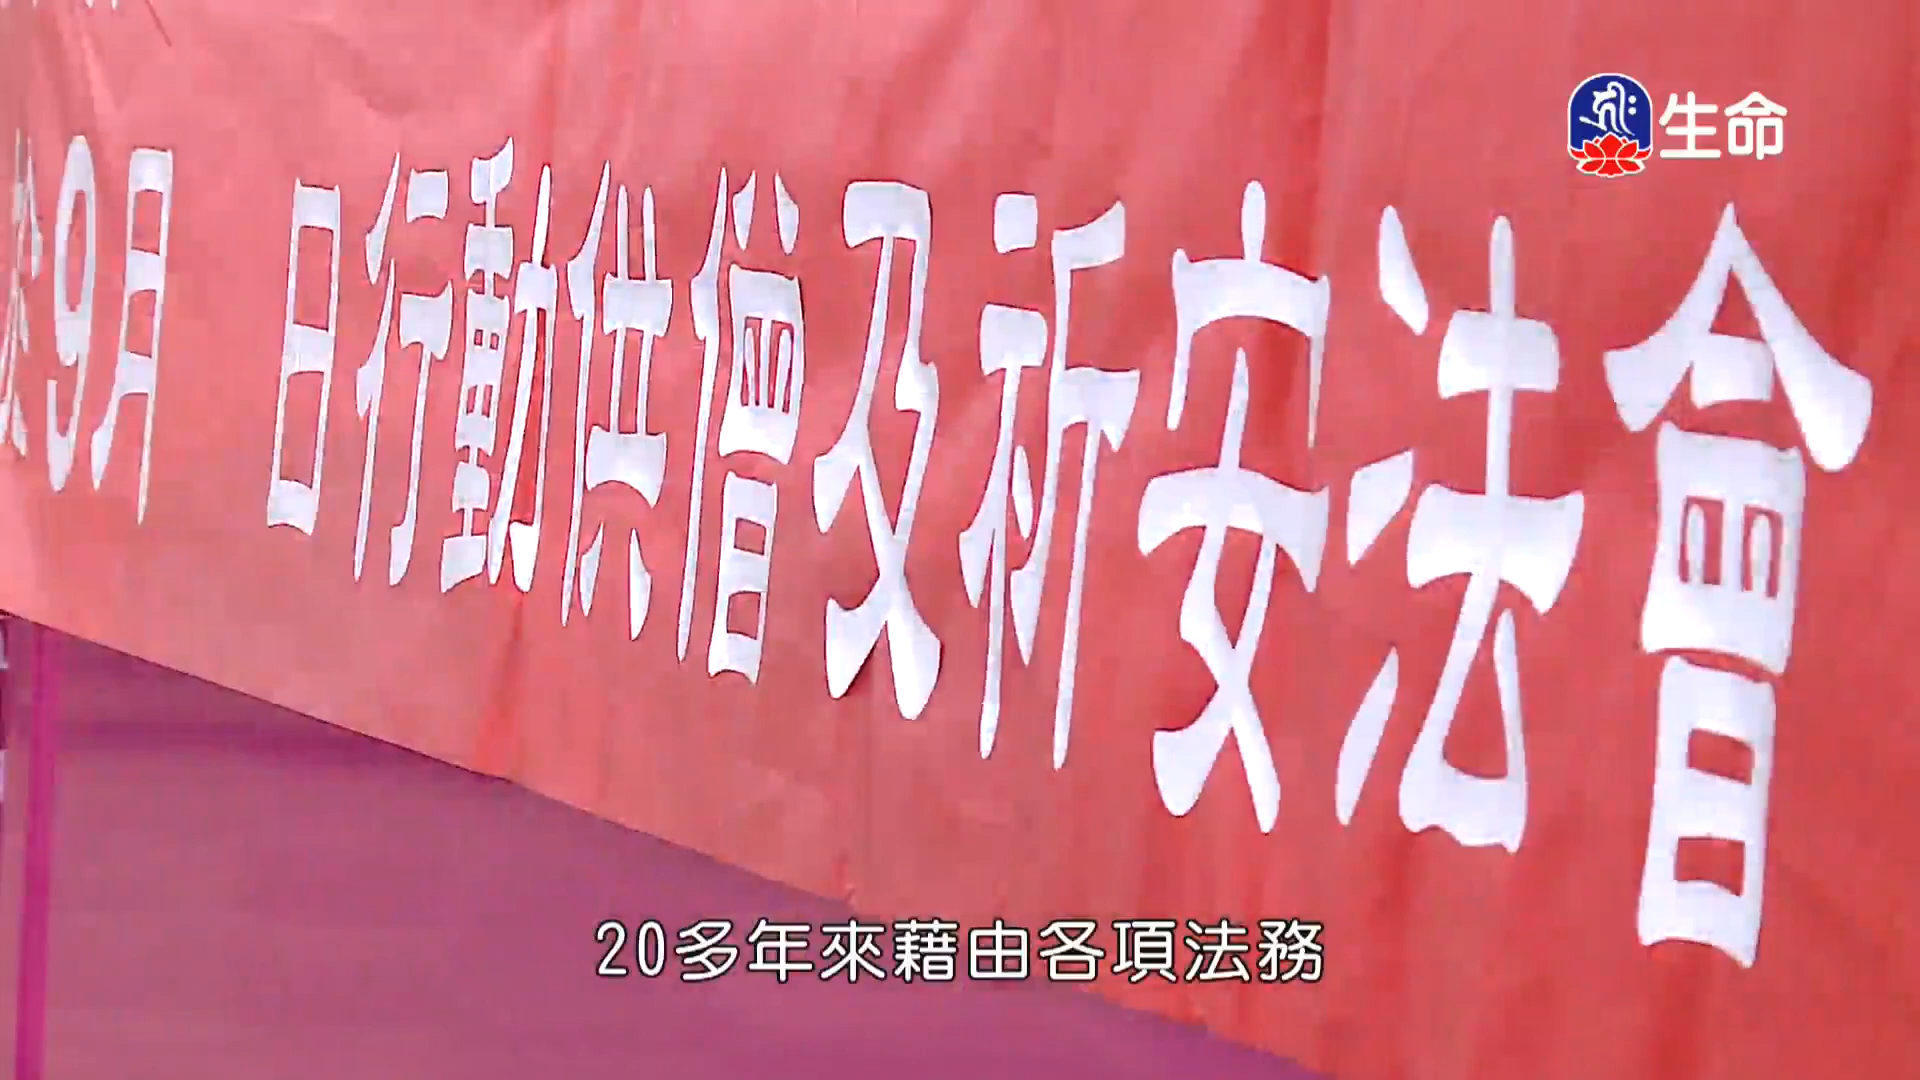 生命
於9月 日行動供僧及祈安法會
20多年來藉由各項法務